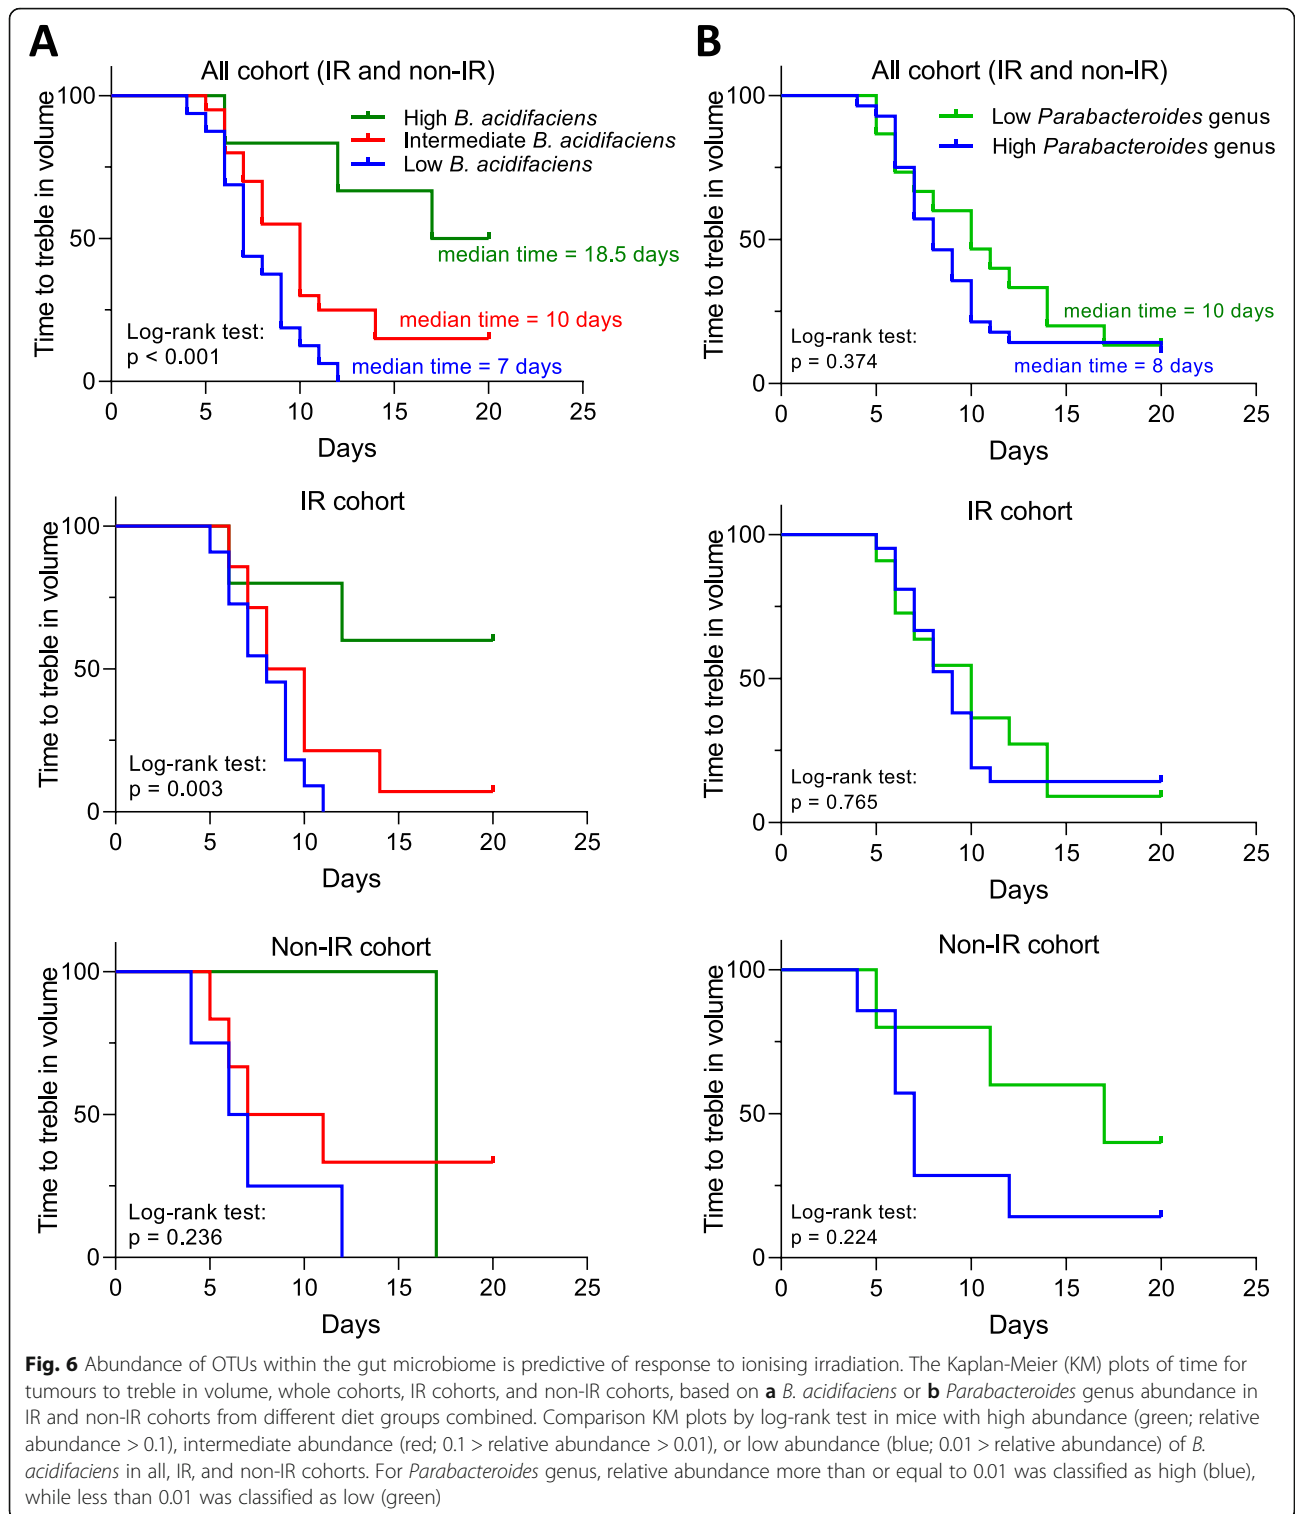 A
All cohort (IR and non-IR)
Time to treble in volume
100
50
0
High B. acidifaciens
Intermediate B. acidifaciens
Low B. acidifaciens
median time = 18.5 days
median time = 10 days
median time = 7 days
Log-rank test:
p < 0.001
0 5 10 15 20 25
Days
IR cohort
Time to treble in volume
100
50
0
Log-rank test:
p = 0.003
0 5 10 15 20 25
Days
Non-IR cohort
Time to treble in volume
100
50
0
Log-rank test:
p = 0.236
0 5 10 15 20 25
Days
B
All cohort (IR and non-IR)
Time to treble in volume
100
50
0
Low Parabacteroides genus
High Parabacteroides genus
median time = 10 days
median time = 8 days
Log-rank test:
p = 0.374
0 5 10 15 20 25
Days
IR cohort
Time to treble in volume
100
50
0
Log-rank test:
p = 0.765
0 5 10 15 20 25
Days
Non-IR cohort
Time to treble in volume
100
50
0
Log-rank test:
p = 0.224
0 5 10 15 20 25
Days
Fig. 6 Abundance of OTUs within the gut microbiome is predictive of response to ionising irradiation. The Kaplan-Meier (KM) plots of time for
tumours to treble in volume, whole cohorts, IR cohorts, and non-IR cohorts, based on a B. acidifaciens or b Parabacteroides genus abundance in
IR and non-IR cohorts from different diet groups combined. Comparison KM plots by log-rank test in mice with high abundance (green; relative
abundance > 0.1), intermediate abundance (red; 0.1 > relative abundance > 0.01), or low abundance (blue; 0.01 > relative abundance) of B.
acidifaciens in all, IR, and non-IR cohorts. For Parabacteroides genus, relative abundance more than or equal to 0.01 was classified as high (blue),
while less than 0.01 was classified as low (green)